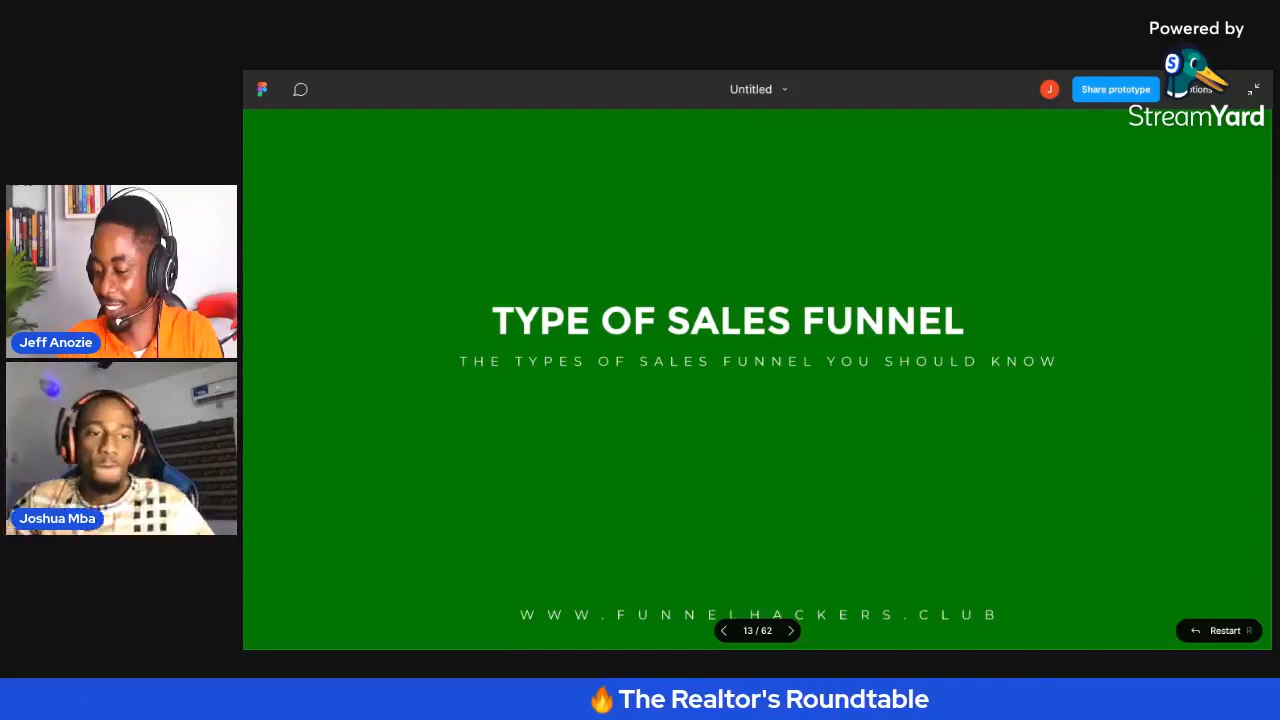 Powered by
StreamYard
Untitled
J
Share prototype
Jeff Anozie
Joshua Mba
TYPE OF SALES FUNNEL
THE TYPES OF SALES FUNNEL YOU SHOULD KNOW
WWW.FUNNELHACKERS.CLUB
13 / 62
Restart R
🔥The Realtor's Roundtable